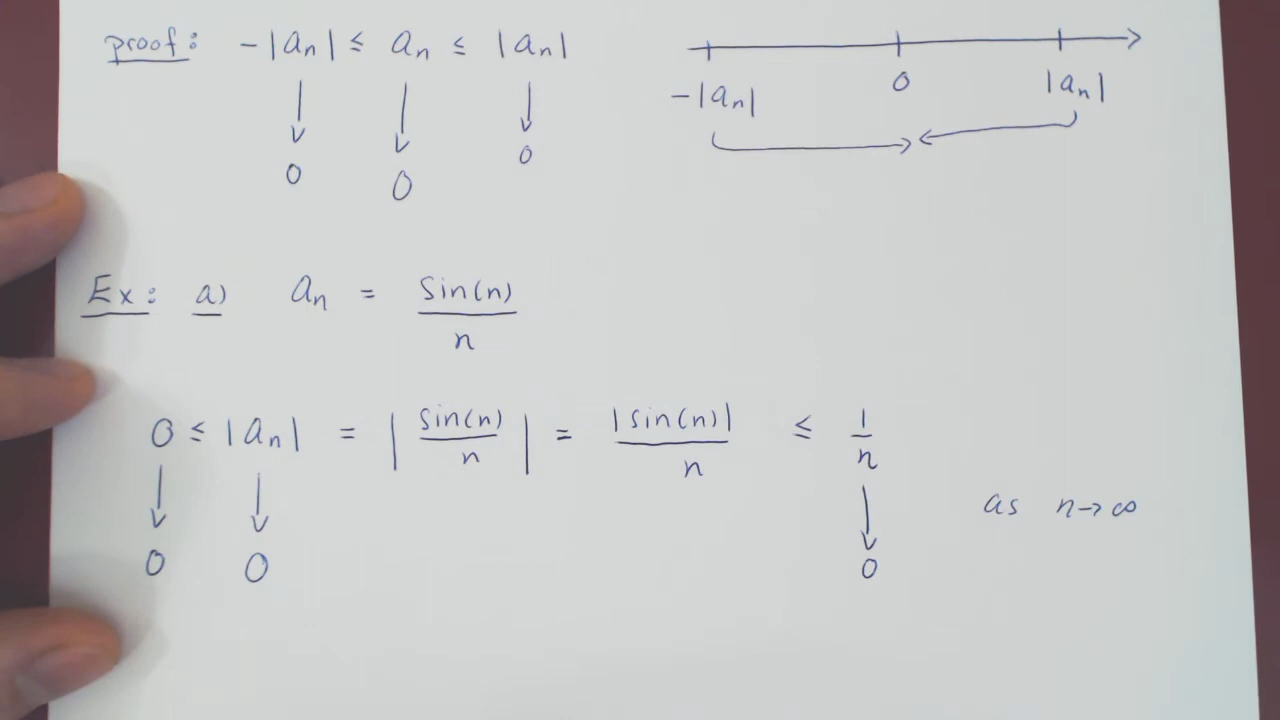 proof: -|aₙ| ≤ aₙ ≤ |aₙ|
↓ ↓ ↓
0 0 0
-|aₙ| 0 |aₙ|
Ex: a) aₙ = sin(n)/n
0 ≤ |aₙ| = |sin(n)/n| = |sin(n)|/n ≤ 1/n
↓ ↓ ↓ as n→∞
0 0 0